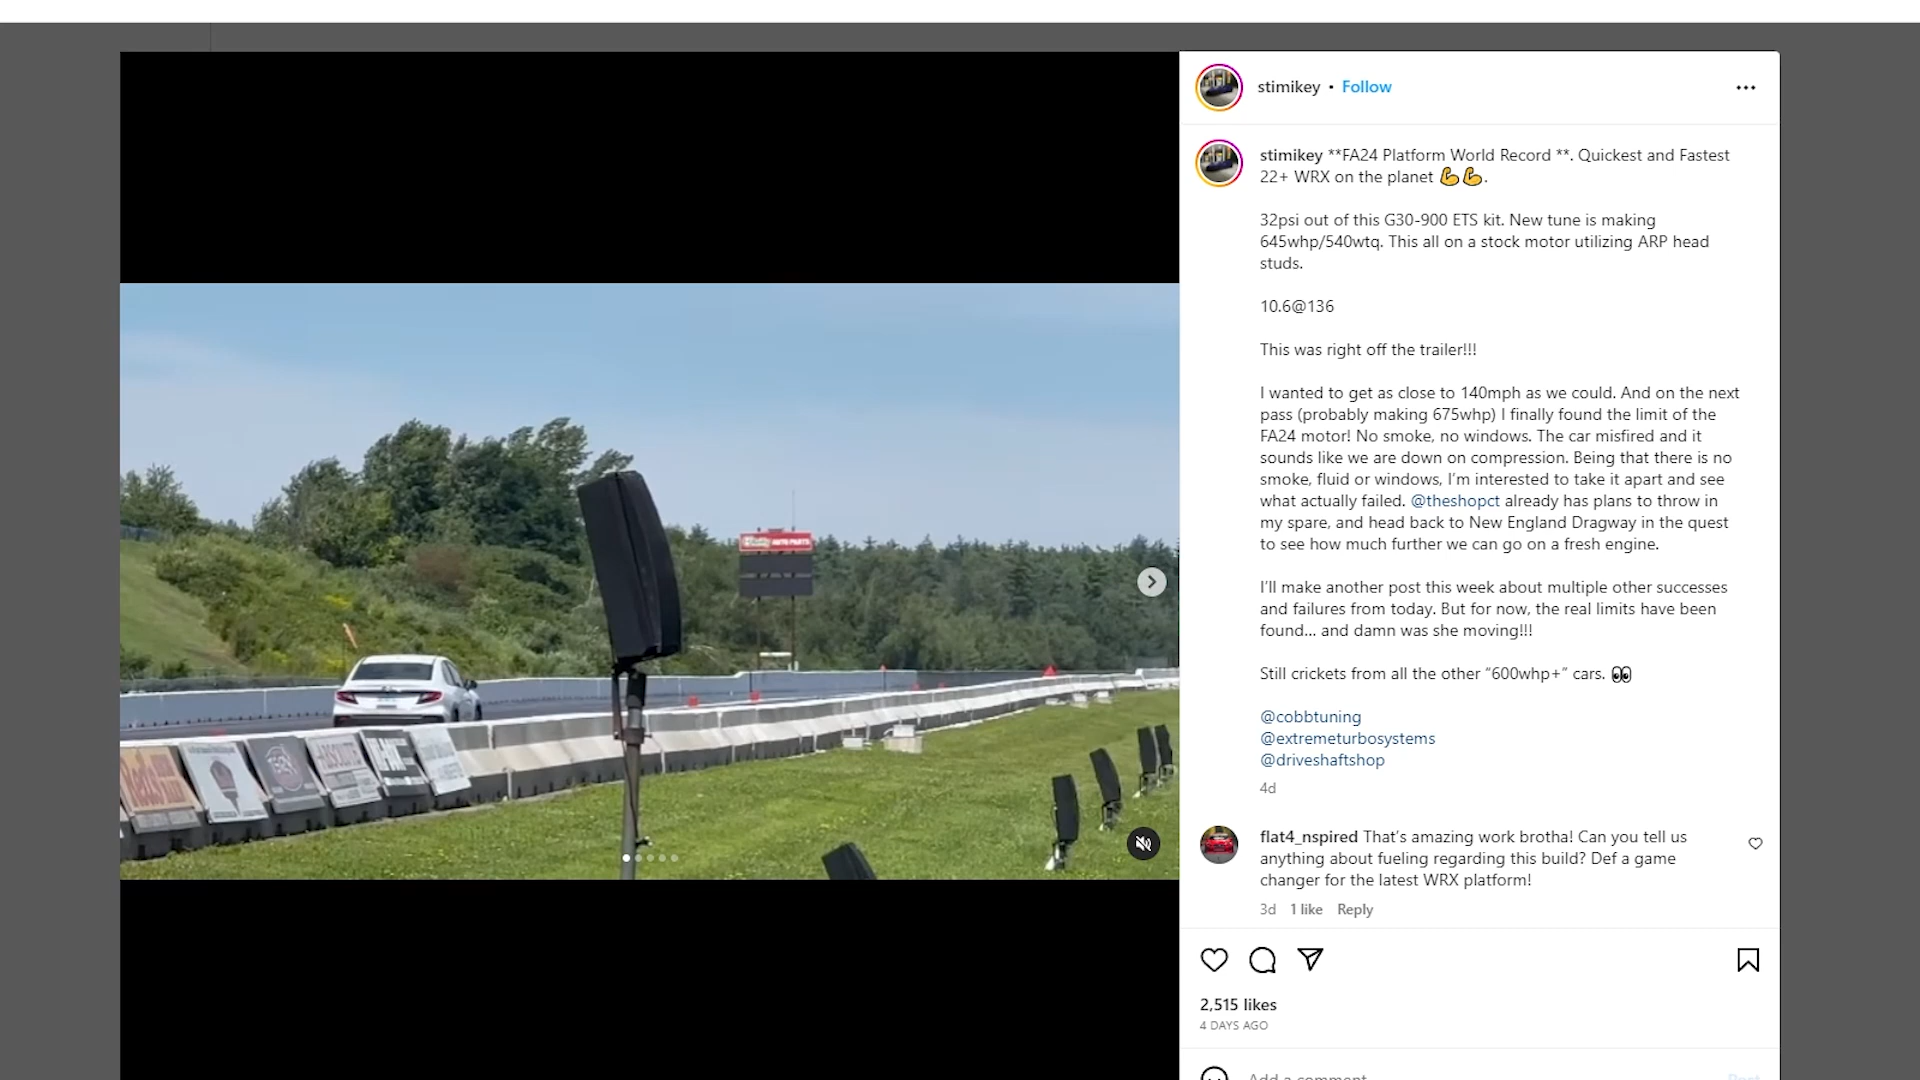 stimikey • Follow
stimikey **FA24 Platform World Record **. Quickest and Fastest
22+ WRX on the planet 💪💪.
32psi out of this G30-900 ETS kit. New tune is making
645whp/540wtq. This all on a stock motor utilizing ARP head
studs.
10.6@136
This was right off the trailer!!!
I wanted to get as close to 140mph as we could. And on the next
pass (probably making 675whp) I finally found the limit of the
FA24 motor! No smoke, no windows. The car misfired and it
sounds like we are down on compression. Being that there is no
smoke, fluid or windows, I’m interested to take it apart and see
what actually failed. @theshopct already has plans to throw in
my spare, and head back to New England Dragway in the quest
to see how much further we can go on a fresh engine.
I’ll make another post this week about multiple other successes
and failures from today. But for now, the real limits have been
found... and damn was she moving!!!
Still crickets from all the other “600whp+” cars. 👀
@cobbtuning
@extremeturbosystems
@driveshaftshop
4d
flat4_nspired That’s amazing work brotha! Can you tell us
anything about fueling regarding this build? Def a game
changer for the latest WRX platform!
3d 1 like Reply
2,515 likes
4 DAYS AGO
Add a comment...
Post
AUTO PARTS